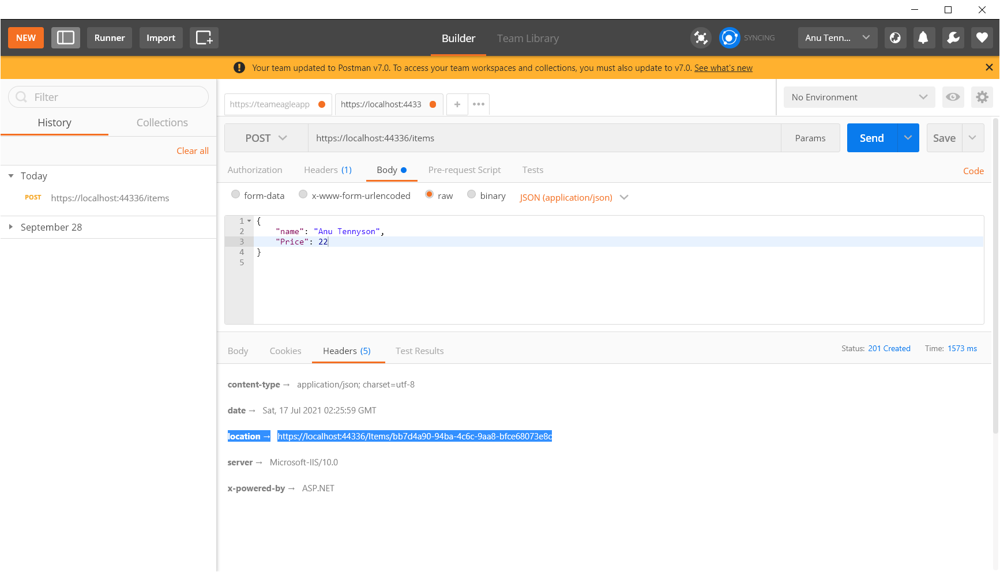 NEW Runner Import Builder Team Library SYNCING Anu Tenn...
Your team updated to Postman v7.0. To access your team workspaces and collections, you must also update to v7.0. See what's new
Filter
History Collections
Clear all
Today
POST https://localhost:44336/items
September 28
https://teameagleapp https://localhost:4433 + ••• No Environment
POST https://localhost:44336/items Params Send Save
Authorization Headers (1) Body Pre-request Script Tests Code
form-data x-www-form-urlencoded raw binary JSON (application/json)
1 {
2 "name": "Anu Tennyson",
3 "Price": 22
4 }
5
Body Cookies Headers (5) Test Results Status: 201 Created Time: 1573 ms
content-type → application/json; charset=utf-8
date → Sat, 17 Jul 2021 02:25:59 GMT
location → https://localhost:44336/Items/bb7d4a90-94ba-4c6c-9aa8-bfce68073e8c
server → Microsoft-IIS/10.0
x-powered-by → ASP.NET